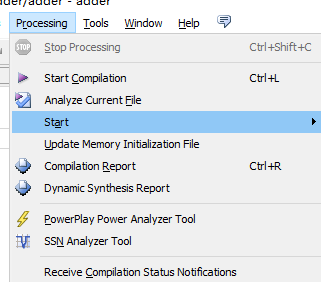 adder/adder - adder
Processing Tools Window Help
Stop Processing Ctrl+Shift+C
Start Compilation Ctrl+L
Analyze Current File
Start
Update Memory Initialization File
Compilation Report Ctrl+R
Dynamic Synthesis Report
PowerPlay Power Analyzer Tool
SSN Analyzer Tool
Receive Compilation Status Notifications